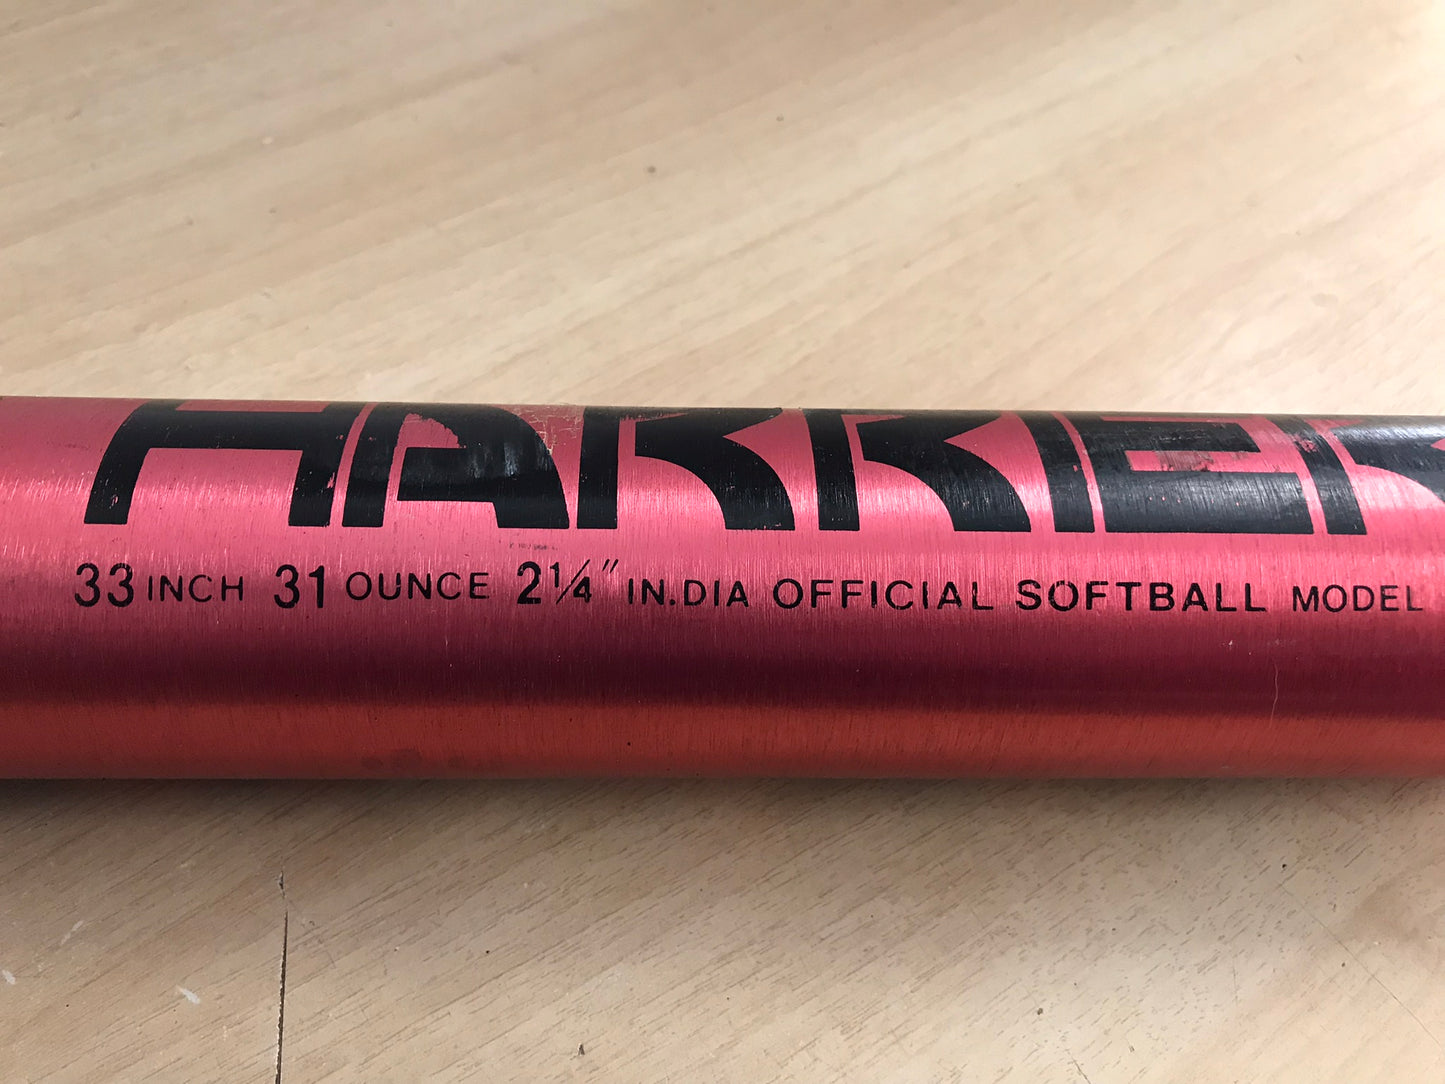 HARRIER
33 INCH 31 OUNCE 2¼" IN.DIA OFFICIAL SOFTBALL MODEL